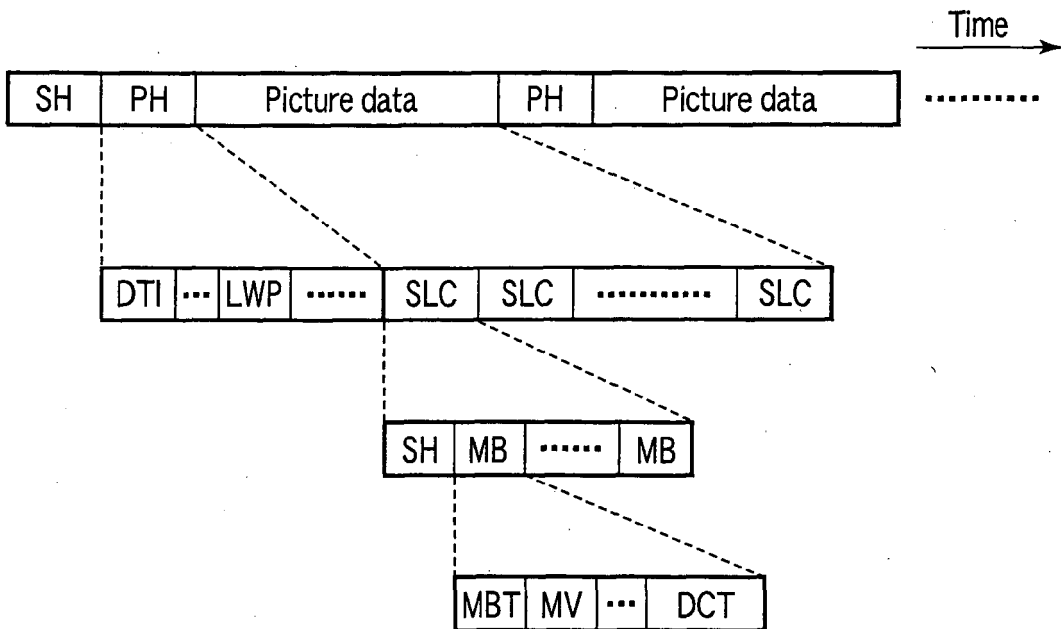 Time
SH PH Picture data PH Picture data ..........
DTI ... LWP ...... SLC SLC ........... SLC
SH MB ...... MB
MBT MV ... DCT